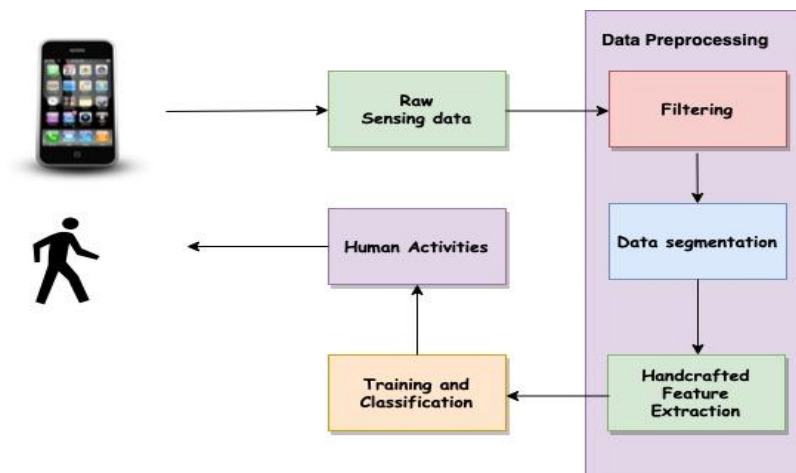 Data Preprocessing
Raw
Sensing data
Filtering
Human Activities
Data segmentation
Training and
Classification
Handcrafted
Feature
Extraction